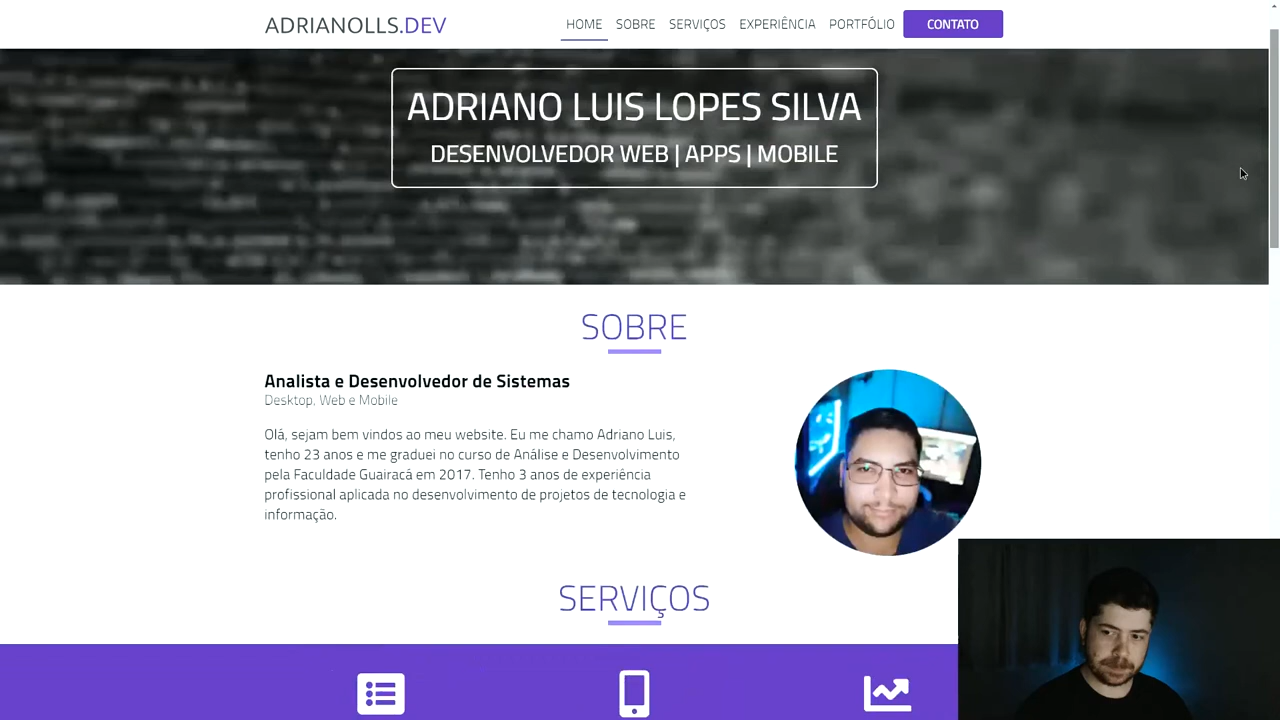 ADRIANOLLS.DEV
HOME SOBRE SERVIÇOS EXPERIÊNCIA PORTFÓLIO CONTATO
ADRIANO LUIS LOPES SILVA
DESENVOLVEDOR WEB | APPS | MOBILE
SOBRE
Analista e Desenvolvedor de Sistemas
Desktop, Web e Mobile
Olá, sejam bem vindos ao meu website. Eu me chamo Adriano Luis,
tenho 23 anos e me graduei no curso de Análise e Desenvolvimento
pela Faculdade Guairacá em 2017. Tenho 3 anos de experiência
profissional aplicada no desenvolvimento de projetos de tecnologia e
informação.
SERVIÇOS